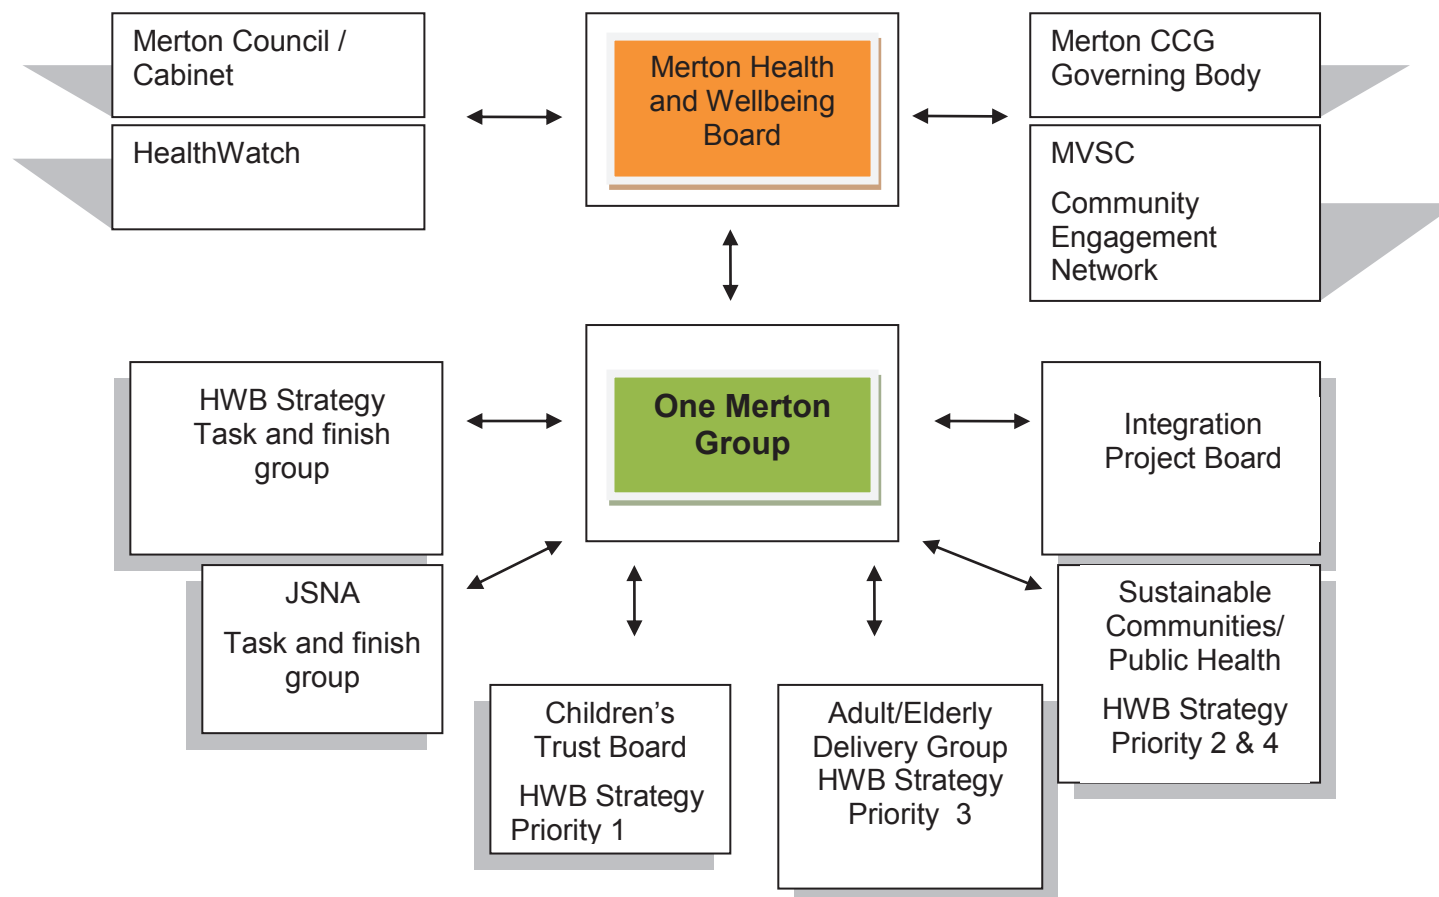 Merton Council /
Cabinet
HealthWatch
Merton Health
and Wellbeing
Board
Merton CCG
Governing Body
MVSC
Community
Engagement
Network
HWB Strategy
Task and finish
group
One Merton
Group
Integration
Project Board
JSNA
Task and finish
group
Children’s
Trust Board
HWB Strategy
Priority 1
Adult/Elderly
Delivery Group
HWB Strategy
Priority 3
Sustainable
Communities/
Public Health
HWB Strategy
Priority 2 & 4